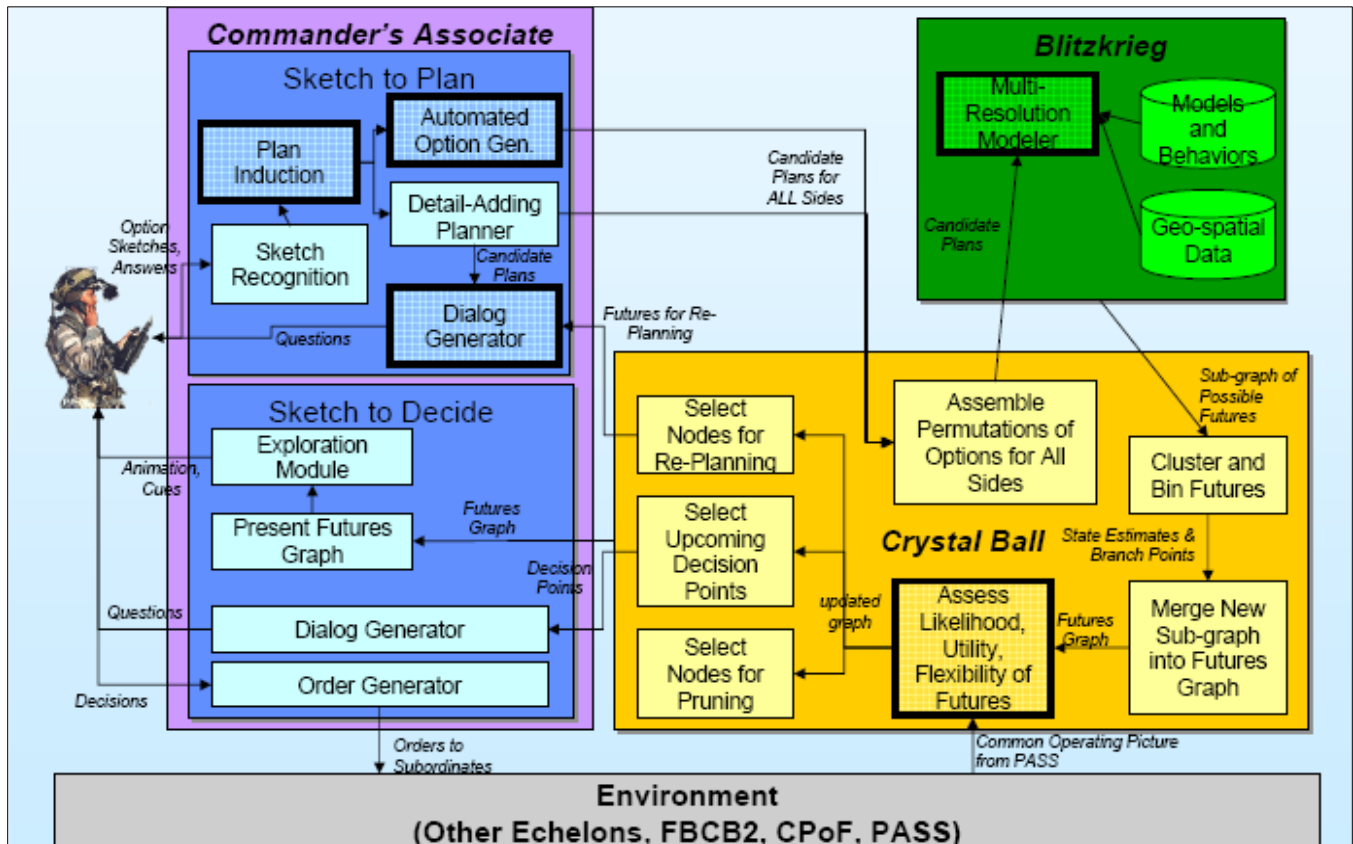 Commander's Associate
Sketch to Plan
Automated
Option Gen.
Plan
Induction
Detail-Adding
Planner
Option
Sketches,
Answers
Sketch
Recognition
Candidate
Plans
Dialog
Generator
Questions
Candidate
Plans for
ALL Sides
Futures for Re-
Planning
Blitzkrieg
Multi-
Resolution
Modeler
Models
and
Behaviors
Geo-spatial
Data
Candidate
Plans
Sub-graph of
Possible
Futures
Sketch to Decide
Exploration
Module
Animation,
Cues
Present Futures
Graph
Futures
Graph
Decision
Points
Questions
Dialog Generator
Order Generator
Decisions
Orders to
Subordinates
Select
Nodes for
Re-Planning
Select
Upcoming
Decision
Points
Select
Nodes for
Pruning
updated
graph
Assemble
Permutations of
Options for All
Sides
Crystal Ball
Cluster and
Bin Futures
State Estimates &
Branch Points
Assess
Likelihood,
Utility,
Flexibility of
Futures
Futures
Graph
Merge New
Sub-graph
into Futures
Graph
Common Operating Picture
from PASS
Environment
(Other Echelons, FBCB2, CPoF, PASS)